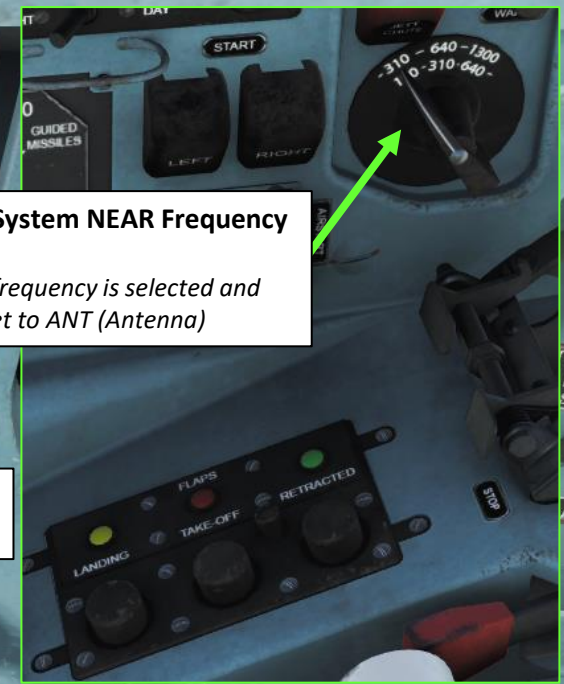 DAY
START
LEFT
RIGHT
GUIDED
MISSILES
310 – 640 – 1300
0 - 310 - 640 -
System NEAR Frequency
frequency is selected and
et to ANT (Antenna)
FLAPS
LANDING
TAKE-OFF
RETRACTED
STOP